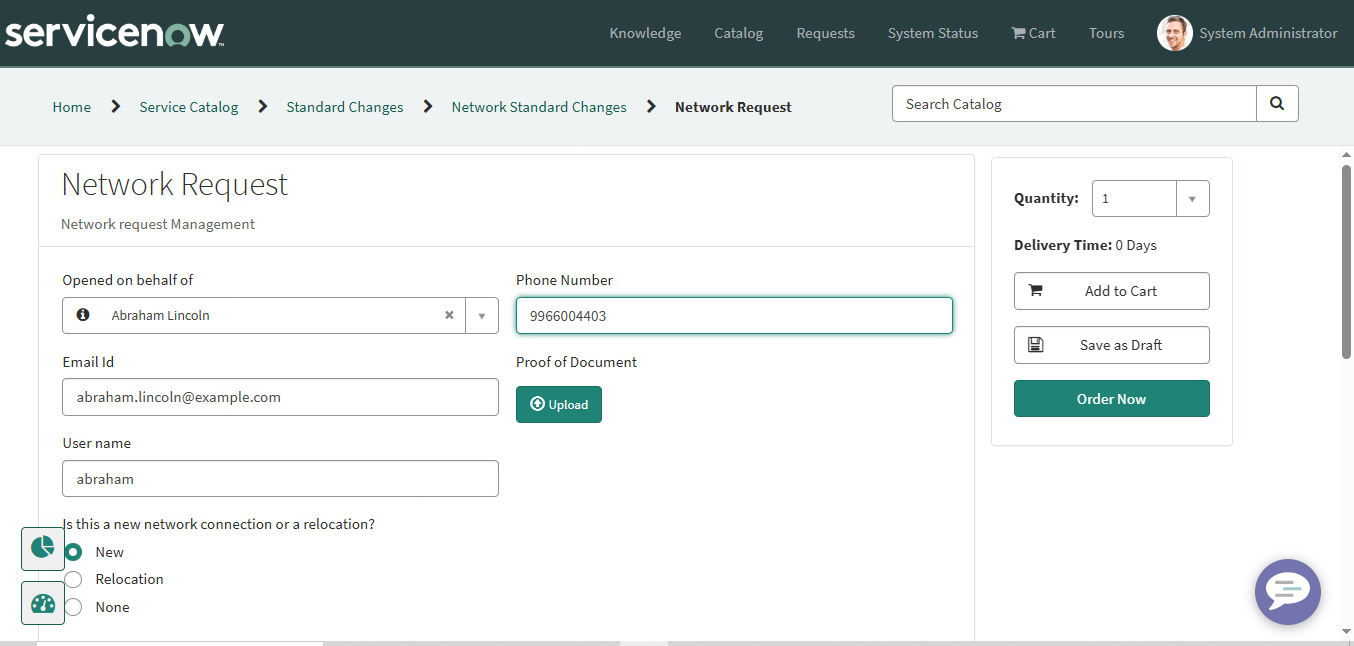 servicenow
Knowledge Catalog Requests System Status Cart Tours System Administrator
Home Service Catalog Standard Changes Network Standard Changes Network Request
Search Catalog
Network Request
Network request Management
Opened on behalf of
Abraham Lincoln
Phone Number
9966004403
Email Id
abraham.lincoln@example.com
Proof of Document
Upload
User name
abraham
Is this a new network connection or a relocation?
New
Relocation
None
Quantity: 1
Delivery Time: 0 Days
Add to Cart
Save as Draft
Order Now